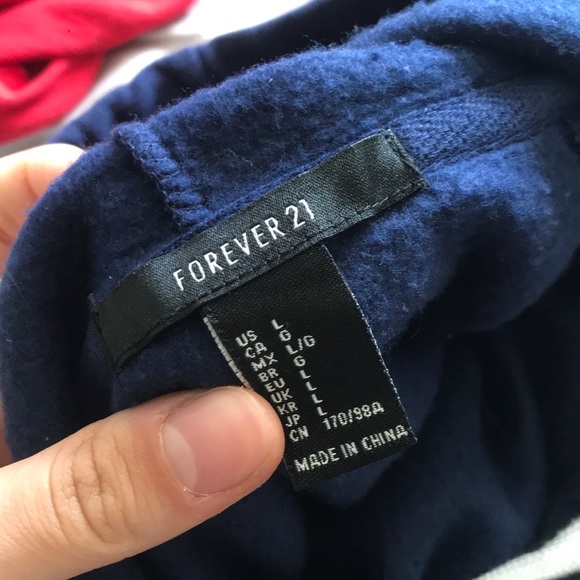 FOREVER 21
US L
CA G
MX L/G
BR G
EU L
UK L
KR L
JP L
CN 170/98A
MADE IN CHINA